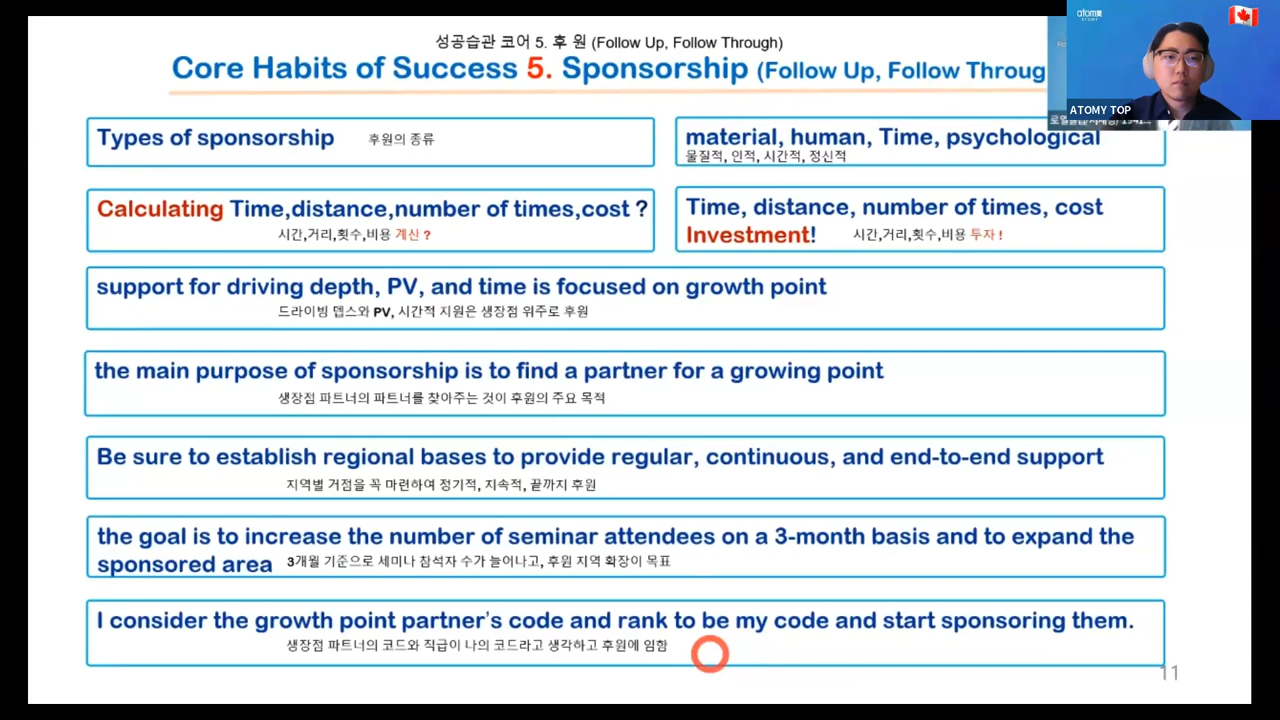 성공습관 코어 5. 후 원 (Follow Up, Follow Through)
Core Habits of Success 5. Sponsorship (Follow Up, Follow Throug
atomy
ATOMY TOP
Types of sponsorship 후원의 종류
material, human, Time, psychological
물질적, 인적, 시간적, 정신적
Calculating Time,distance,number of times,cost ?
시간,거리,횟수,비용 계산 ?
Time, distance, number of times, cost
Investment! 시간,거리,횟수,비용 투자 !
support for driving depth, PV, and time is focused on growth point
드라이빙 뎁스와 PV, 시간적 지원은 생장점 위주로 후원
the main purpose of sponsorship is to find a partner for a growing point
생장점 파트너의 파트너를 찾아주는 것이 후원의 주요 목적
Be sure to establish regional bases to provide regular, continuous, and end-to-end support
지역별 거점을 꼭 마련하여 정기적, 지속적, 끝까지 후원
the goal is to increase the number of seminar attendees on a 3-month basis and to expand the
sponsored area 3개월 기준으로 세미나 참석자 수가 늘어나고, 후원 지역 확장이 목표
I consider the growth point partner's code and rank to be my code and start sponsoring them.
생장점 파트너의 코드와 직급이 나의 코드라고 생각하고 후원에 임함
11